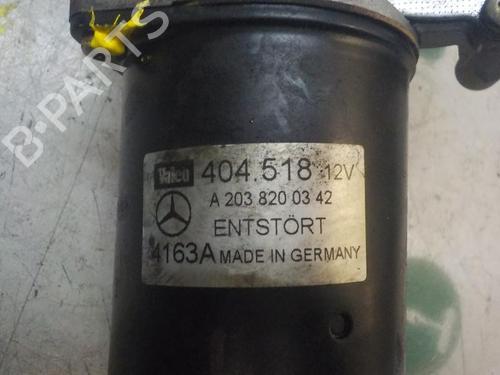 B-PARTS
Valeo 404.518 12V
A 203 820 03 42
ENTSTÖRT
4163A MADE IN GERMANY